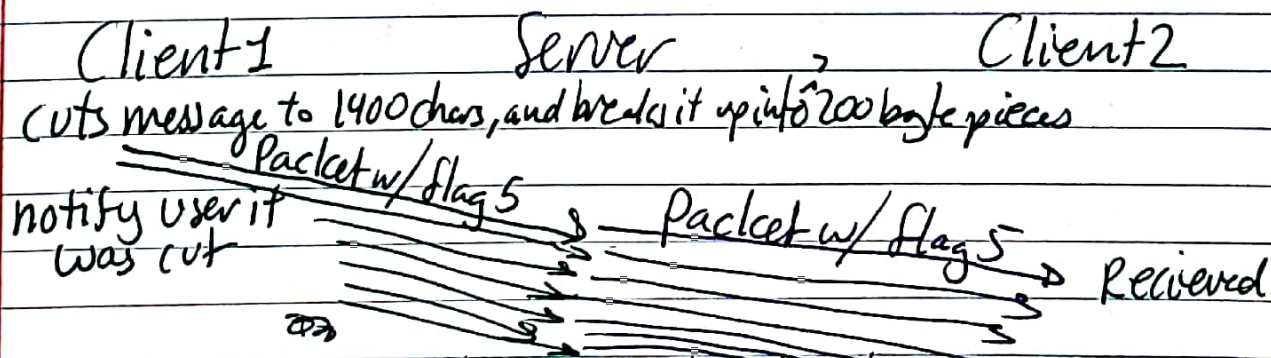 Client1 Server Client2
cuts message to 1400 chars, and breaks it up into 200 byte pieces
Packet w/ flag 5
notify user it
was cut
Packet w/ flag 5
Recieved